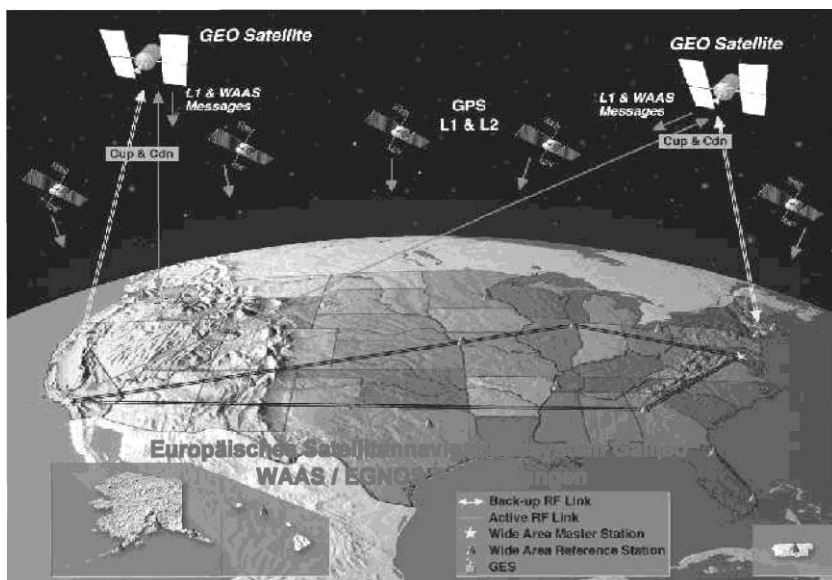 GEO Satellite
GEO Satellite
L1 & WAAS
Messages
GPS
L1 & L2
L1 & WAAS
Messages
Cup & Cdn
Cup & Cdn
Europäisches
WAAS / EGNOS
Back-up RF Link
Active RF Link
Wide Area Master Station
Wide Area Reference Station
GES